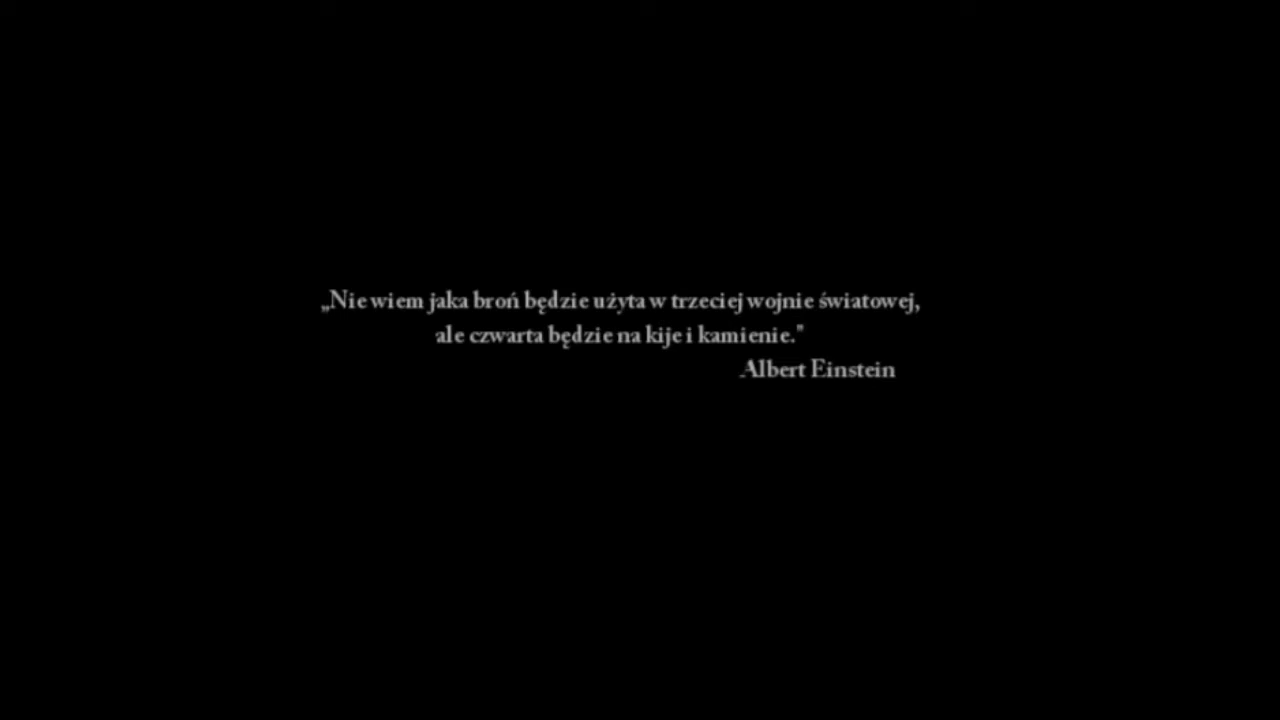 „Nie wiem jaka broń będzie użyta w trzeciej wojnie światowej,
ale czwarta będzie na kije i kamienie."
Albert Einstein